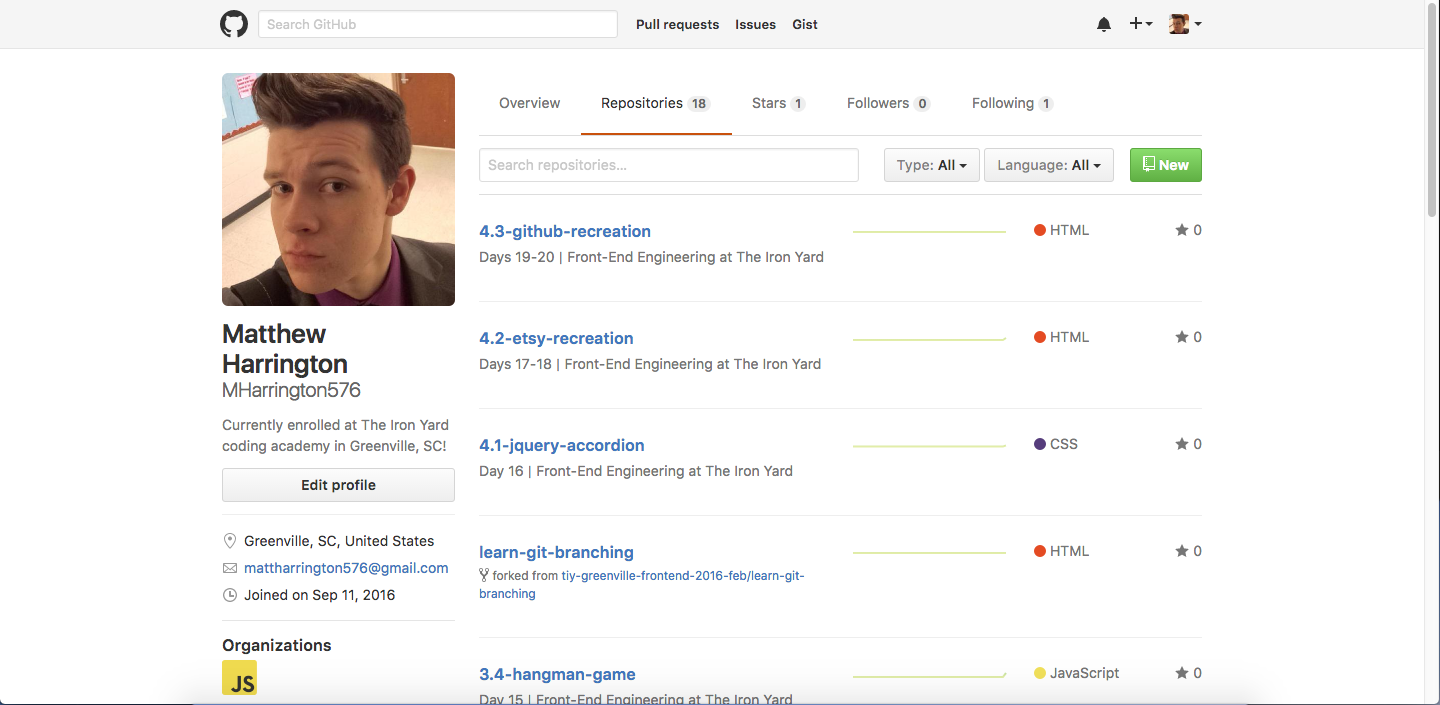 Search GitHub
Pull requests
Issues
Gist
Overview
Repositories 18
Stars 1
Followers 0
Following 1
Search repositories...
Type: All
Language: All
New
Matthew
Harrington
MHarrington576
Currently enrolled at The Iron Yard
coding academy in Greenville, SC!
Edit profile
Greenville, SC, United States
mattharrington576@gmail.com
Joined on Sep 11, 2016
Organizations
JS
4.3-github-recreation
HTML
0
Days 19-20 | Front-End Engineering at The Iron Yard
4.2-etsy-recreation
HTML
0
Days 17-18 | Front-End Engineering at The Iron Yard
4.1-jquery-accordion
CSS
0
Day 16 | Front-End Engineering at The Iron Yard
learn-git-branching
HTML
0
forked from tiy-greenville-frontend-2016-feb/learn-git-
branching
3.4-hangman-game
JavaScript
0
Day 15 | Front-End Engineering at The Iron Yard